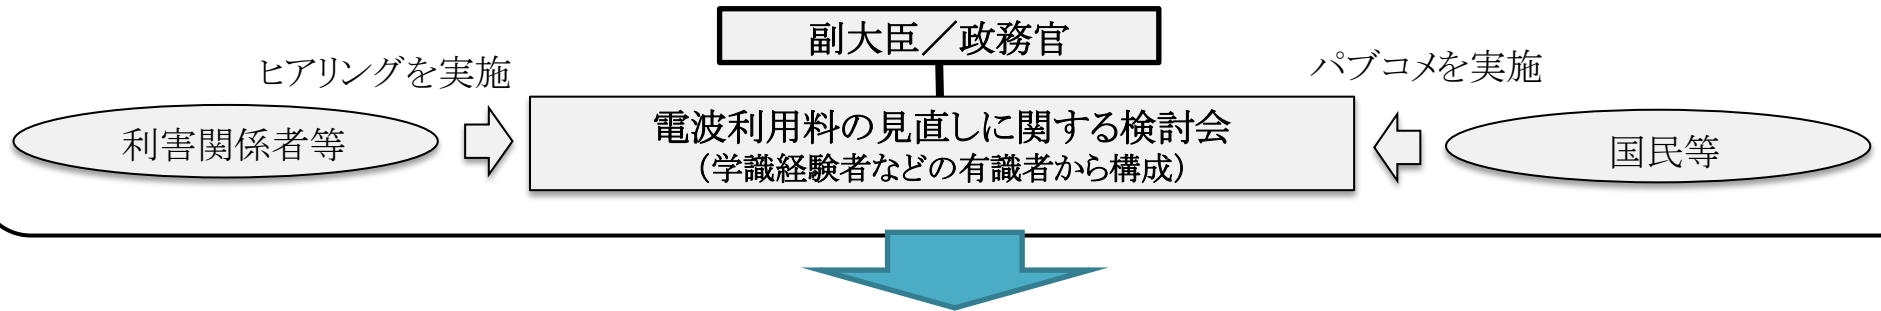 副大臣／政務官
ヒアリングを実施
パブコメを実施
電波利用料の見直しに関する検討会
（学識経験者などの有識者から構成）
利害関係者等
国民等